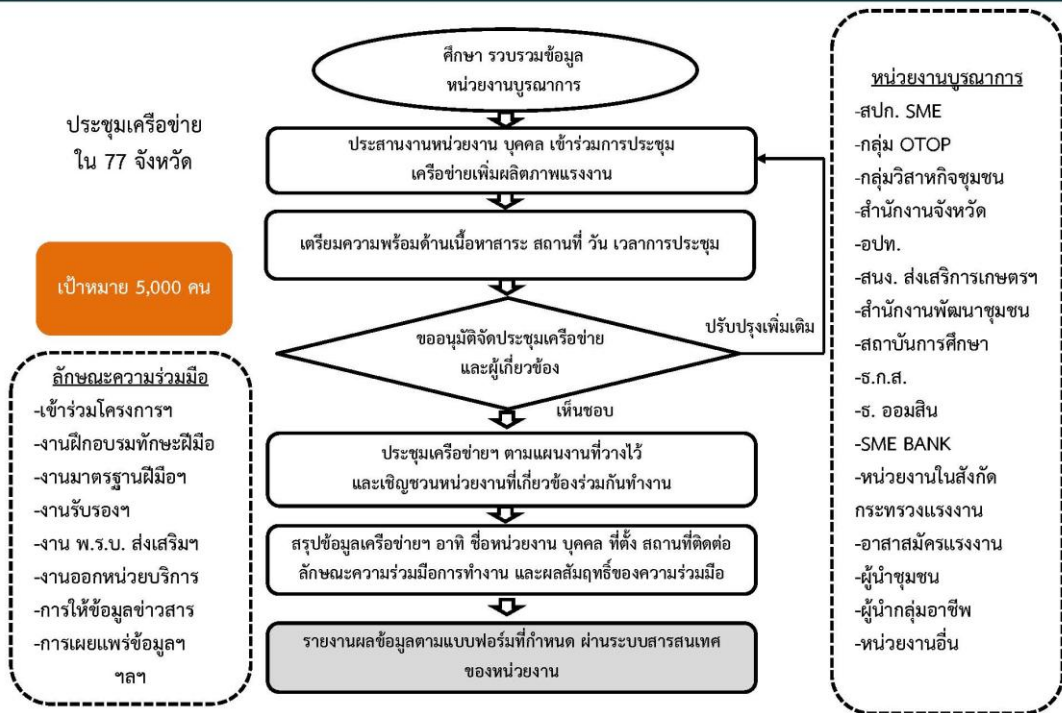 ศึกษา รวบรวมข้อมูล
หน่วยงานบูรณาการ
ประชุมเครือข่าย
ใน 77 จังหวัด
ประสานงานหน่วยงาน บุคคล เข้าร่วมการประชุม
เครือข่ายเพิ่มผลิตภาพแรงงาน
เตรียมความพร้อมด้านเนื้อหาสาระ สถานที่ วัน เวลาการประชุม
เป้าหมาย 5,000 คน
ขออนุมัติจัดประชุมเครือข่าย
และผู้เกี่ยวข้อง
ปรับปรุงเพิ่มเติม
เห็นชอบ
ประชุมเครือข่ายฯ ตามแผนงานที่วางไว้
และเชิญชวนหน่วยงานที่เกี่ยวข้องร่วมกันทำงาน
สรุปข้อมูลเครือข่ายฯ อาทิ ชื่อหน่วยงาน บุคคล ที่ตั้ง สถานที่ติดต่อ
ลักษณะความร่วมมือการทำงาน และผลสัมฤทธิ์ของความร่วมมือ
รายงานผลข้อมูลตามแบบฟอร์มที่กำหนด ผ่านระบบสารสนเทศ
ของหน่วยงาน
ลักษณะความร่วมมือ
-เข้าร่วมโครงการฯ
-งานฝึกอบรมทักษะฝีมือ
-งานมาตรฐานฝีมือฯ
-งานรับรองฯ
-งาน พ.ร.บ. ส่งเสริมฯ
-งานออกหน่วยบริการ
-การให้ข้อมูลข่าวสาร
-การเผยแพร่ข้อมูลฯ
ฯลฯ
หน่วยงานบูรณาการ
-สปก. SME
-กลุ่ม OTOP
-กลุ่มวิสาหกิจชุมชน
-สำนักงานจังหวัด
-อปท.
-สนง. ส่งเสริการเกษตรฯ
-สำนักงานพัฒนาชุมชน
-สถาบันการศึกษา
-ธ.ก.ส.
-ธ. ออมสิน
-SME BANK
-หน่วยงานในสังกัด
กระทรวงแรงงาน
-อาสาสมัครแรงงาน
-ผู้นำชุมชน
-ผู้นำกลุ่มอาชีพ
-หน่วยงานอื่น